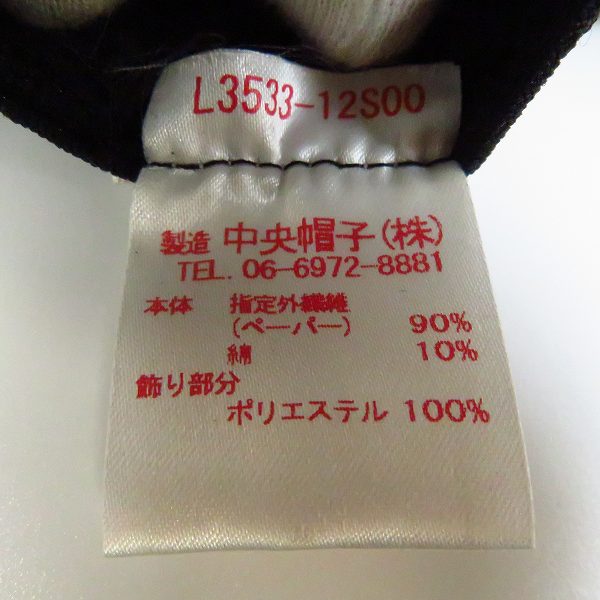 L3533-12S00
製造 中央帽子(株)
TEL. 06-6972-8881
本体 指定外繊維
(ペーパー) 90%
綿 10%
飾り部分
ポリエステル 100%